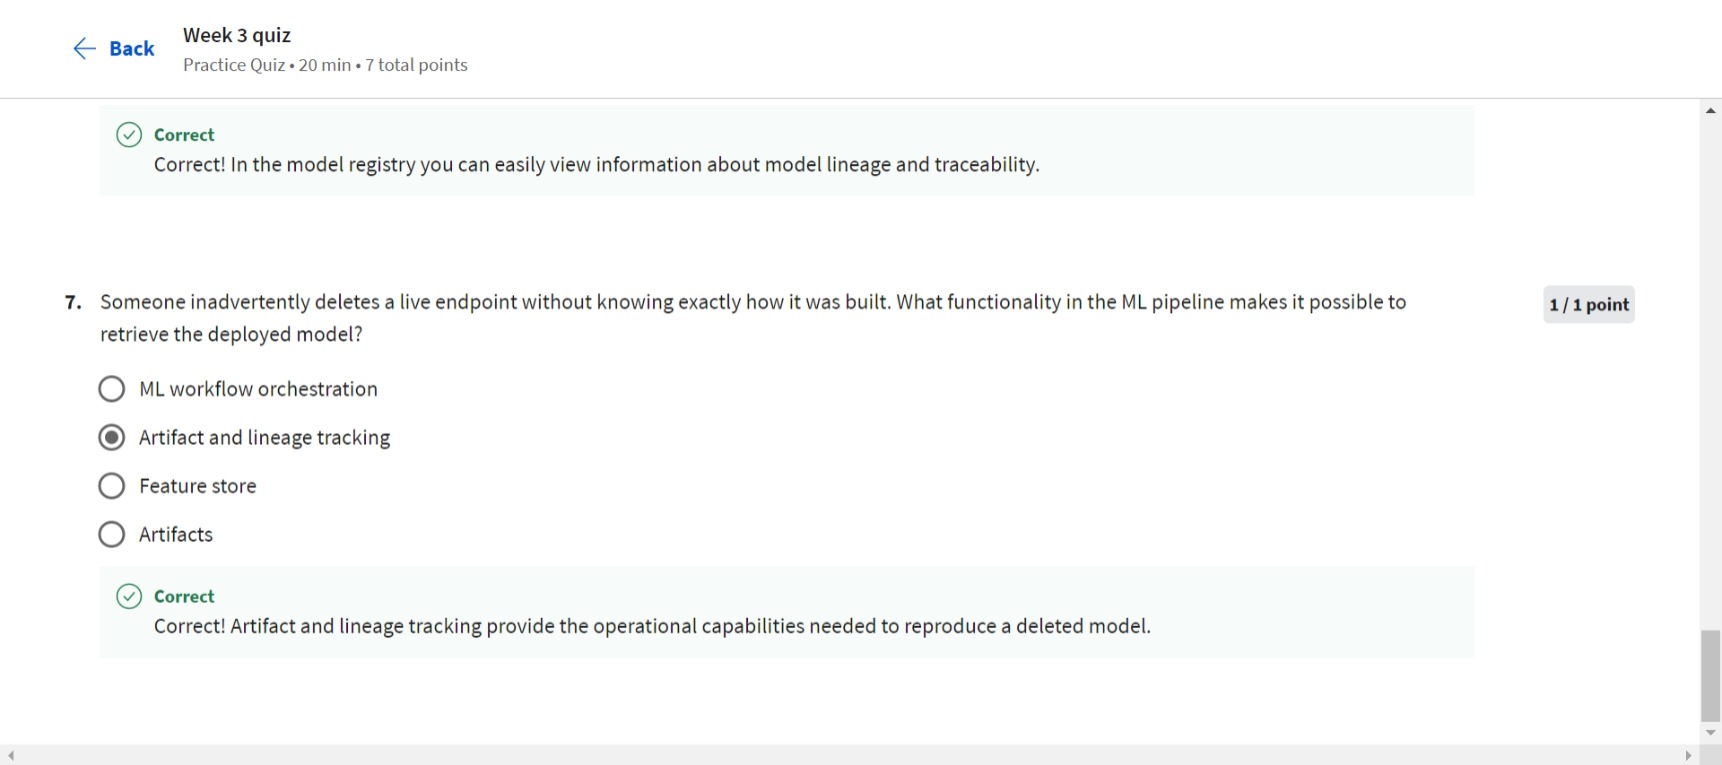 Back
Week 3 quiz
Practice Quiz • 20 min • 7 total points
Correct
Correct! In the model registry you can easily view information about model lineage and traceability.
7. Someone inadvertently deletes a live endpoint without knowing exactly how it was built. What functionality in the ML pipeline makes it possible to
retrieve the deployed model?
1 / 1 point
ML workflow orchestration
Artifact and lineage tracking
Feature store
Artifacts
Correct
Correct! Artifact and lineage tracking provide the operational capabilities needed to reproduce a deleted model.